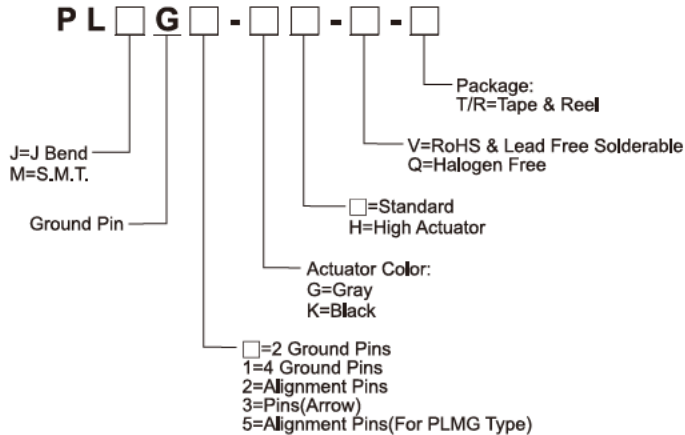 PL□G□-□□-□-□
Package:
T/R=Tape & Reel
J=J Bend
M=S.M.T.
V=RoHS & Lead Free Solderable
Q=Halogen Free
Ground Pin
□=Standard
H=High Actuator
Actuator Color:
G=Gray
K=Black
□=2 Ground Pins
1=4 Ground Pins
2=Alignment Pins
3=Pins(Arrow)
5=Alignment Pins(For PLMG Type)